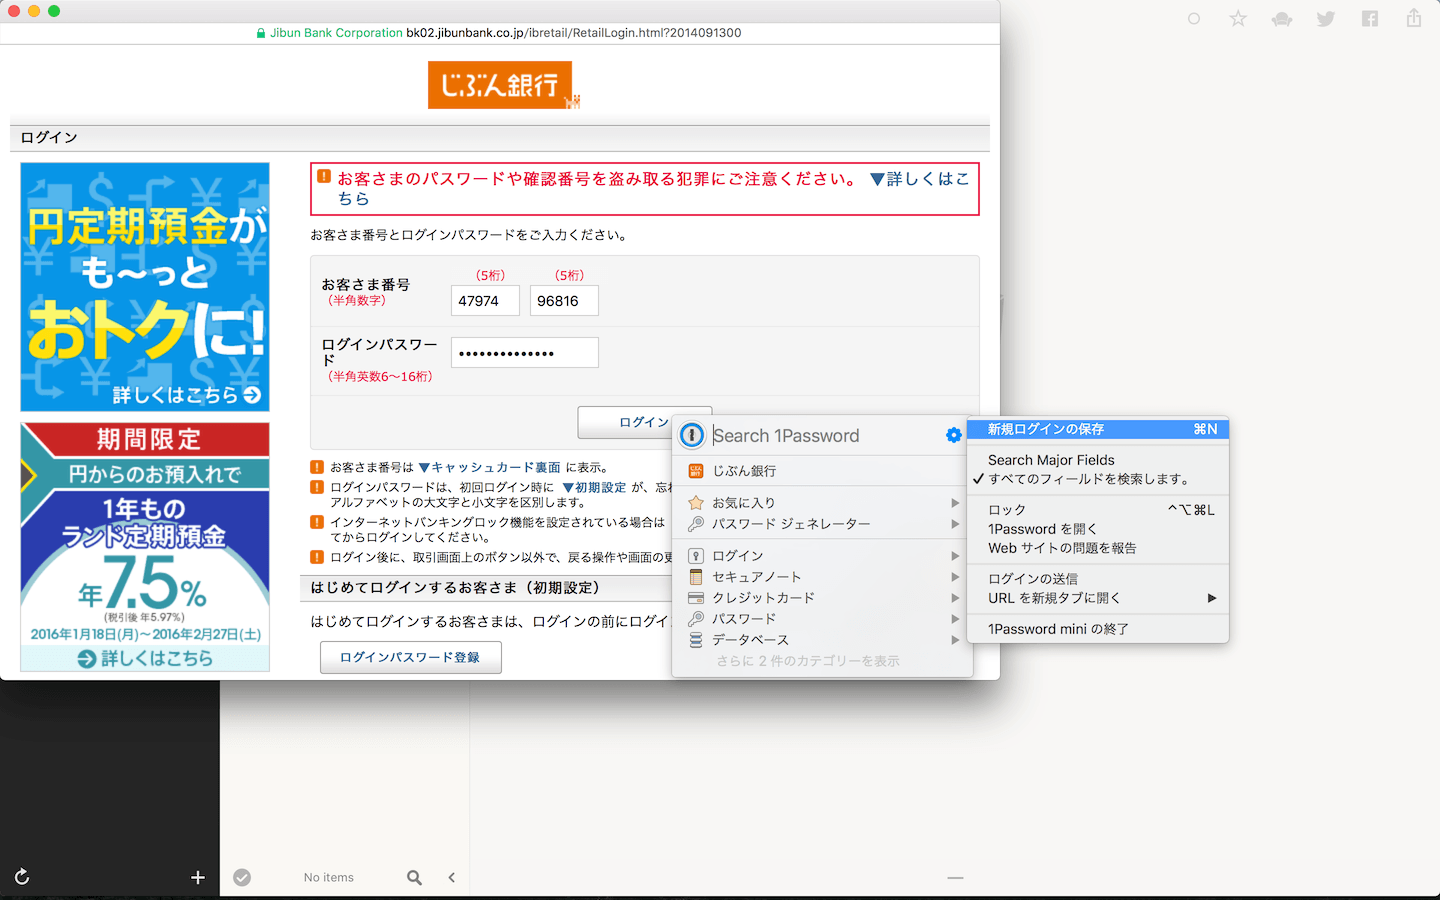 Jibun Bank Corporation bk02.jibunbank.co.jp/ibretail/RetailLogin.html?2014091300
じぶん銀行
ログイン
円定期預金が
も〜っと
おトクに!
詳しくはこちら
期間限定
円からのお預入れで
1年もの
ランド定期預金
年7.5%
(税引後 年5.97%)
2016年1月18日(月)〜2016年2月27日(土)
詳しくはこちら
お客さまのパスワードや確認番号を盗み取る犯罪にご注意ください。 ▼詳しくはこ
ちら
お客さま番号とログインパスワードをご入力ください。
お客さま番号
(半角数字)
(5桁)
(5桁)
47974
96816
ログインパスワー
ド
(半角英数6〜16桁)
••••••••••••••
ログイン
お客さま番号は ▼キャッシュカード裏面 に表示。
ログインパスワードは、初回ログイン時に ▼初期設定 が、忘れ
アルファベットの大文字と小文字を区別します。
インターネットバンキングロック機能を設定されている場合は
てからログインしてください。
ログイン後に、取引画面上のボタン以外で、戻る操作や画面の更
はじめてログインするお客さま(初期設定)
はじめてログインするお客さまは、ログインの前にログイ
ログインパスワード登録
Search 1Password
じぶん銀行
お気に入り
パスワード ジェネレーター
ログイン
セキュアノート
クレジットカード
パスワード
データベース
さらに 2 件のカテゴリーを表示
新規ログインの保存 ⌘N
Search Major Fields
✓すべてのフィールドを検索します。
ロック ^⌥⌘L
1Password を開く
Web サイトの問題を報告
ログインの送信
URL を新規タブに開く ▶
1Password mini の終了
No items